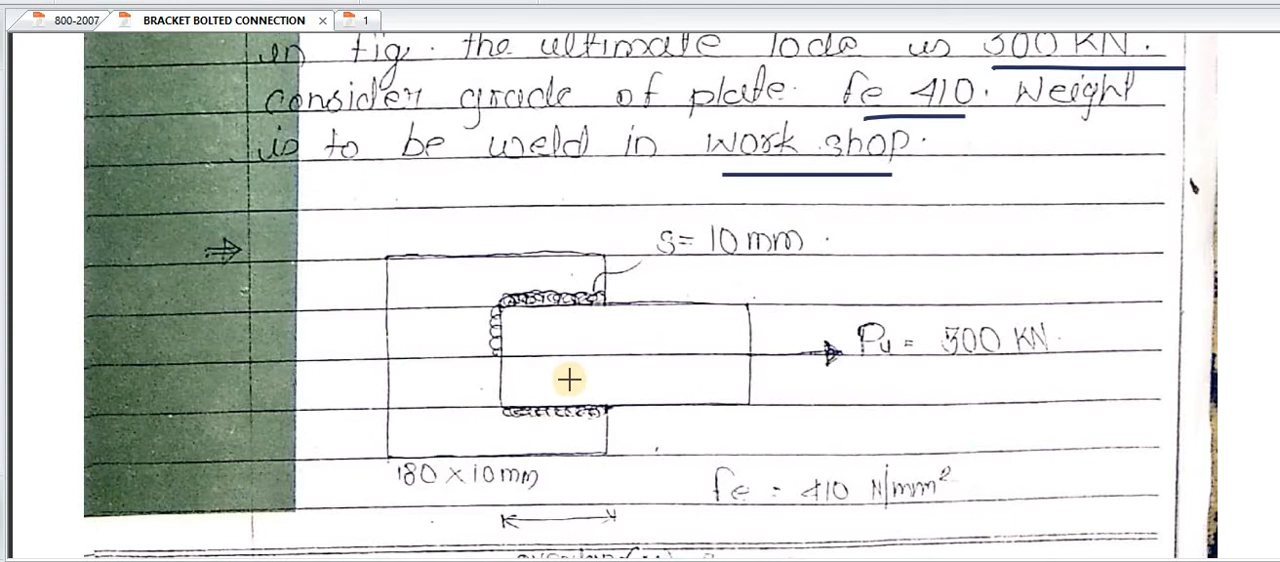 800-2007 BRACKET BOLTED CONNECTION × 1
in fig. the ultimate lode is 300 KN.
consider grade of plate. fe 410. Weight
is to be weld in work shop.
S= 10 mm.
Pu = 300 KN.
180 × 10 mm
fe = 410 N/mm²